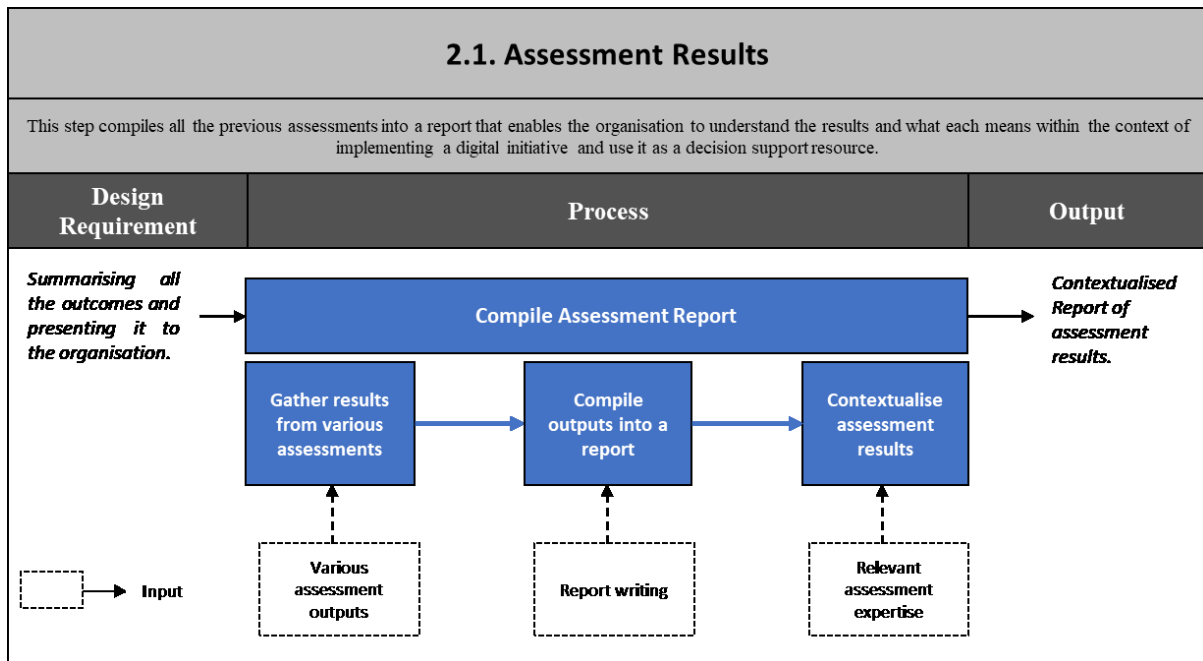 2.1. Assessment Results
This step compiles all the previous assessments into a report that enables the organisation to understand the results and what each means within the context of
implementing a digital initiative and use it as a decision support resource.
Design
Requirement
Process
Output
Summarising all
the outcomes and
presenting it to
the organisation.
Compile Assessment Report
Contextualised
Report of
assessment
results.
Gather results
from various
assessments
Compile
outputs into a
report
Contextualise
assessment
results
Various
assessment
outputs
Report writing
Relevant
assessment
expertise
Input